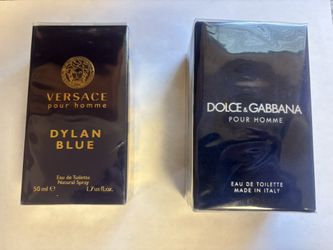 VERSACE
pour homme
DYLAN
BLUE
Eau de Toilette
Natural Spray
50 ml e 1.7 us fl.oz.
DOLCE & GABBANA
POUR HOMME
EAU DE TOILETTE
MADE IN ITALY